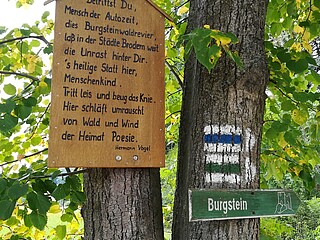 Betrittst Du,
Mensch der Autozeit,
dies Burgsteinwaldrevier,
laß in der Städte Brodem weit
die Unrast hinter Dir.
's heilge Statt hier,
Menschenkind.
Tritt leis und beug das Knie.
Hier schläft umrauscht
von Wald und Wind
der Heimat Poesie.
Hermann Vogel
Burgstein